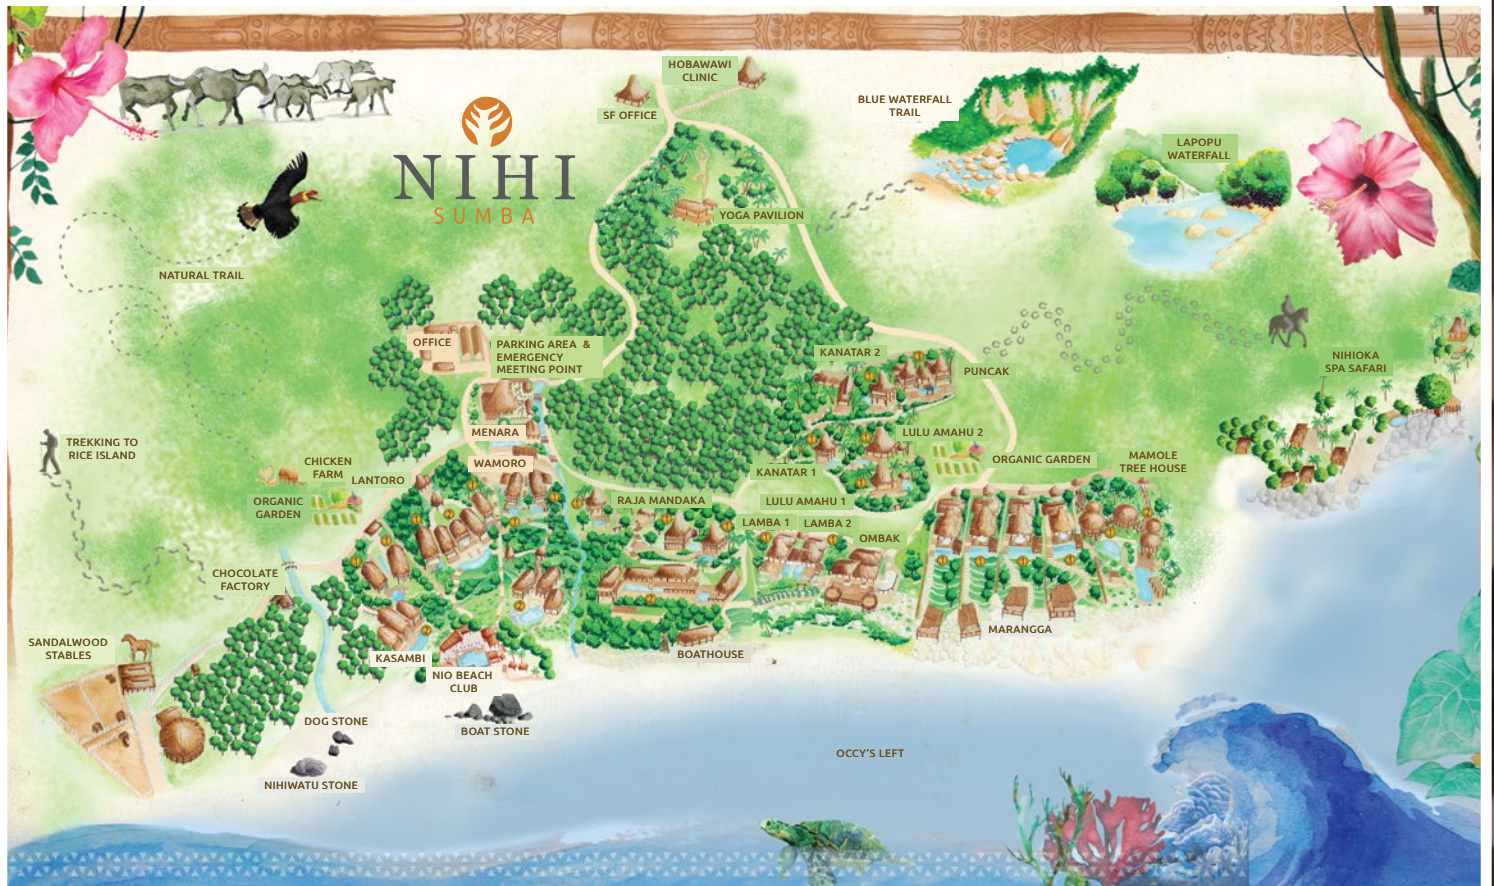 HOBAWAWI
CLINIC
SF OFFICE
BLUE WATERFALL
TRAIL
LAPOPU
WATERFALL
NIHI
SUMBA
YOGA PAVILION
NATURAL TRAIL
OFFICE
PARKING AREA &
EMERGENCY
MEETING POINT
KANATAR 2
PUNCAK
NIHIOKA
SPA SAFARI
MENARA
LULU AMAHU 2
TREKKING TO
RICE ISLAND
CHICKEN
FARM
LANTORO
WAMORO
KANATAR 1
ORGANIC GARDEN
MAMOLE
TREE HOUSE
ORGANIC
GARDEN
RAJA MANDAKA
LULU AMAHU 1
LAMBA 1
LAMBA 2
OMBAK
CHOCOLATE
FACTORY
SANDALWOOD
STABLES
KASAMBI
BOATHOUSE
MARANGGA
NIO BEACH
CLUB
DOG STONE
BOAT STONE
OCCY'S LEFT
NIHIWATU STONE